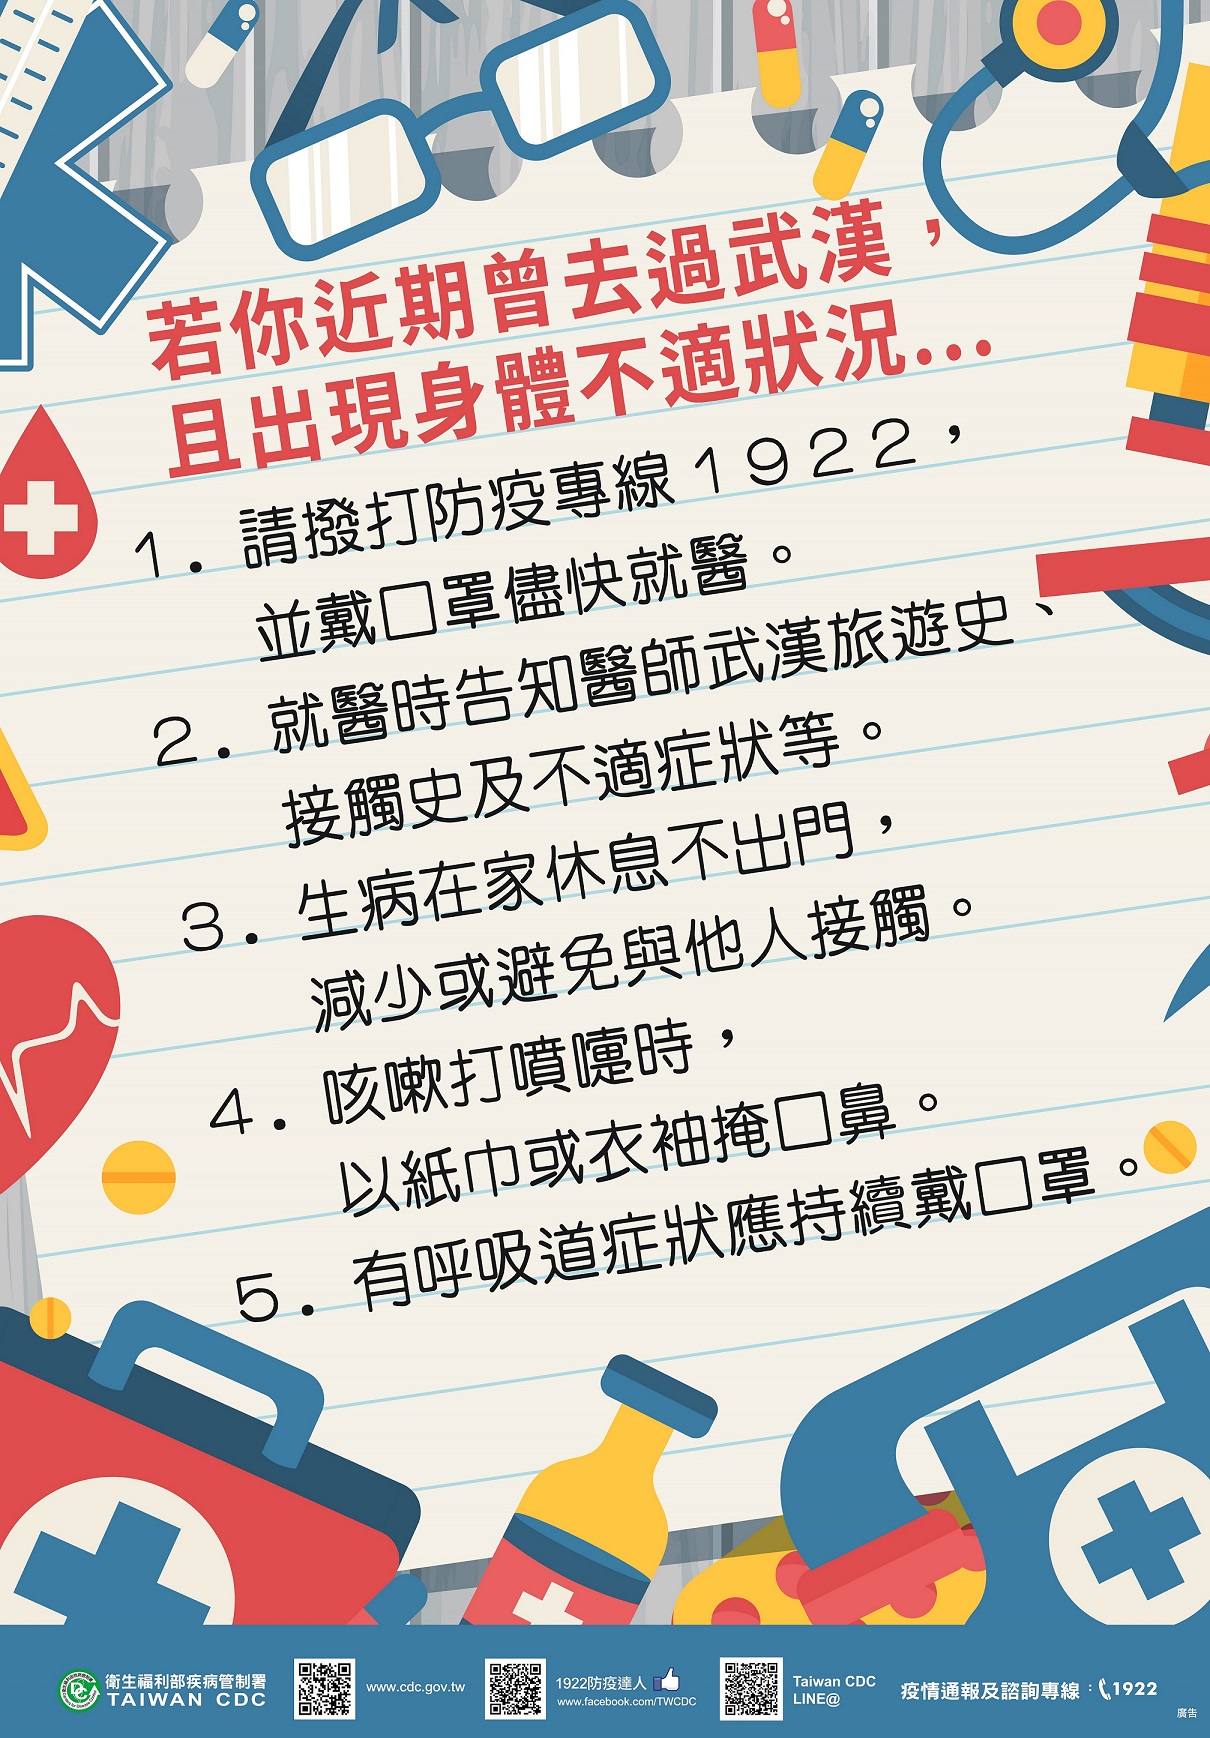 若你近期曾去過武漢，
且出現身體不適狀況...
1. 請撥打防疫專線1922，
並戴口罩儘快就醫。
2. 就醫時告知醫師武漢旅遊史、
接觸史及不適症狀等。
3. 生病在家休息不出門，
減少或避免與他人接觸。
4. 咳嗽打噴嚏時，
以紙巾或衣袖掩口鼻。
5. 有呼吸道症狀應持續戴口罩。
衛生福利部疾病管制署
TAIWAN CDC
www.cdc.gov.tw
1922防疫達人
www.facebook.com/TWCDC
Taiwan CDC
LINE@
疫情通報及諮詢專線：1922
廣告